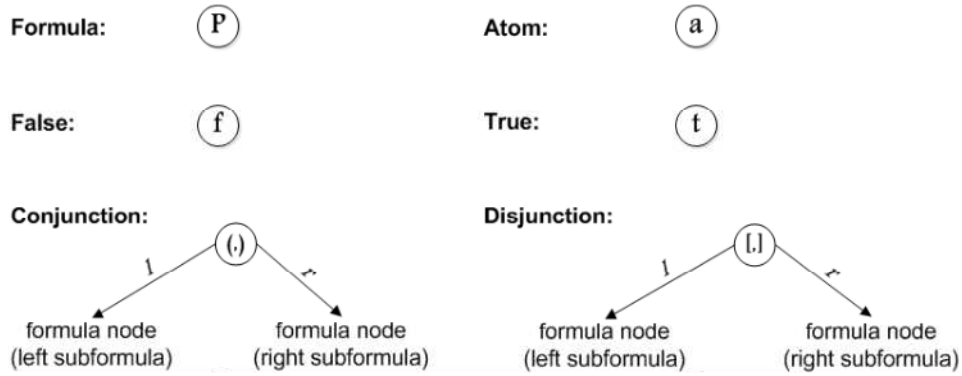 Formula: P
Atom: a
False: f
True: t
Conjunction:
(,)
l r
formula node
(left subformula)
formula node
(right subformula)
Disjunction:
[,]
l r
formula node
(left subformula)
formula node
(right subformula)